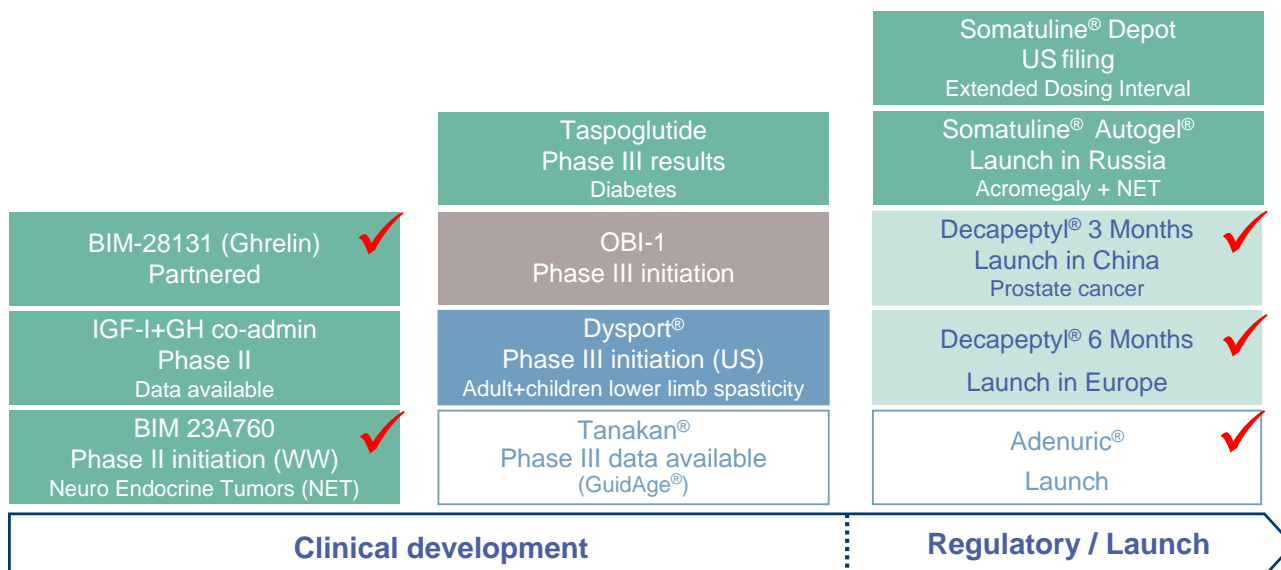 BIM-28131 (Ghrelin)
Partnered
IGF-I+GH co-admin
Phase II
Data available
BIM 23A760
Phase II initiation (WW)
Neuro Endocrine Tumors (NET)
Taspoglutide
Phase III results
Diabetes
OBI-1
Phase III initiation
Dysport®
Phase III initiation (US)
Adult+children lower limb spasticity
Tanakan®
Phase III data available
(GuidAge®)
Somatuline® Depot
US filing
Extended Dosing Interval
Somatuline® Autogel®
Launch in Russia
Acromegaly + NET
Decapeptyl® 3 Months
Launch in China
Prostate cancer
Decapeptyl® 6 Months
Launch in Europe
Adenuric®
Launch
Clinical development
Regulatory / Launch